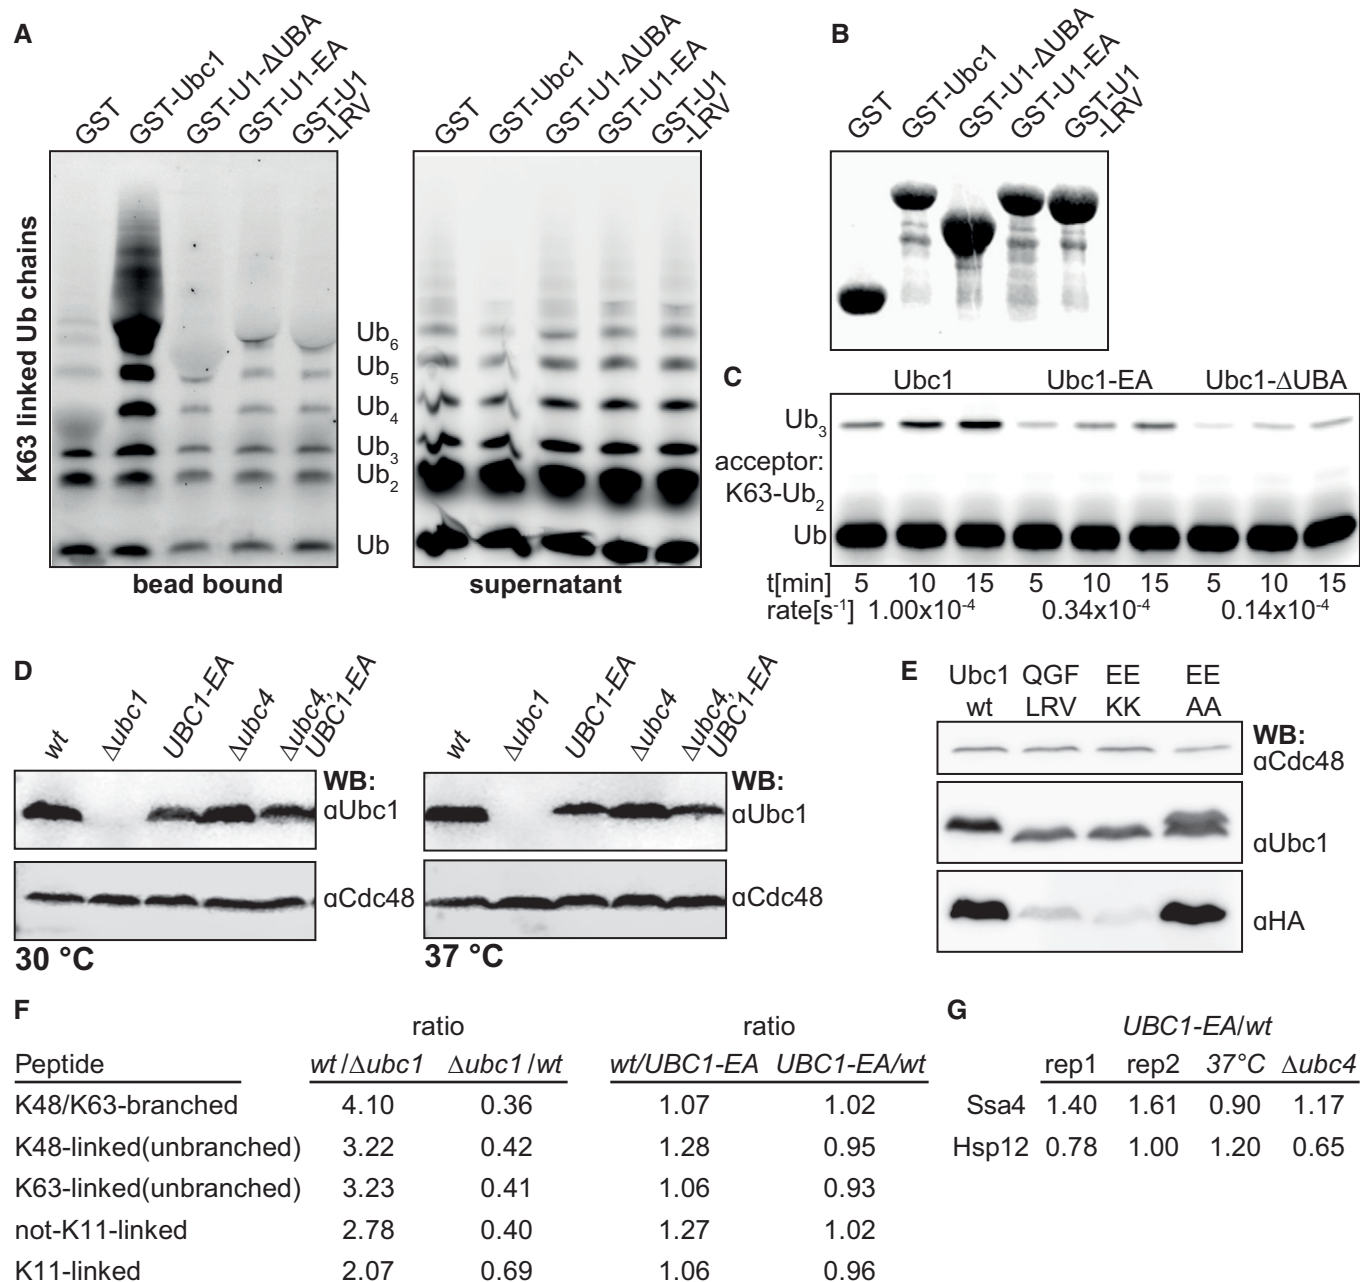 A
GST
GST-Ubc1
GST-U1-ΔUBA
GST-U1-EA
GST-U1
-LRV
GST
GST-Ubc1
GST-U1-ΔUBA
GST-U1-EA
GST-U1
-LRV
K63 linked Ub chains
Ub6
Ub5
Ub4
Ub3
Ub2
Ub
bead bound
supernatant
B
GST
GST-Ubc1
GST-U1-ΔUBA
GST-U1-EA
GST-U1
-LRV
C
Ubc1 Ubc1-EA Ubc1-ΔUBA
Ub3
acceptor:
K63-Ub2
Ub
t[min] 5 10 15 5 10 15 5 10 15
rate[s-1] 1.00x10-4 0.34x10-4 0.14x10-4
D
wt
Δubc1
UBC1-EA
Δubc4
Δubc4,
UBC1-EA
WB:
αUbc1
αCdc48
30 °C
wt
Δubc1
UBC1-EA
Δubc4
Δubc4,
UBC1-EA
WB:
αUbc1
αCdc48
37 °C
E
Ubc1 QGF EE EE
wt LRV KK AA
WB:
αCdc48
αUbc1
αHA
F
ratio ratio
Peptide wt/Δubc1 Δubc1/wt wt/UBC1-EA UBC1-EA/wt
K48/K63-branched 4.10 0.36 1.07 1.02
K48-linked(unbranched) 3.22 0.42 1.28 0.95
K63-linked(unbranched) 3.23 0.41 1.06 0.93
not-K11-linked 2.78 0.40 1.27 1.02
K11-linked 2.07 0.69 1.06 0.96
G
UBC1-EA/wt
rep1 rep2 37°C Δubc4
Ssa4 1.40 1.61 0.90 1.17
Hsp12 0.78 1.00 1.20 0.65